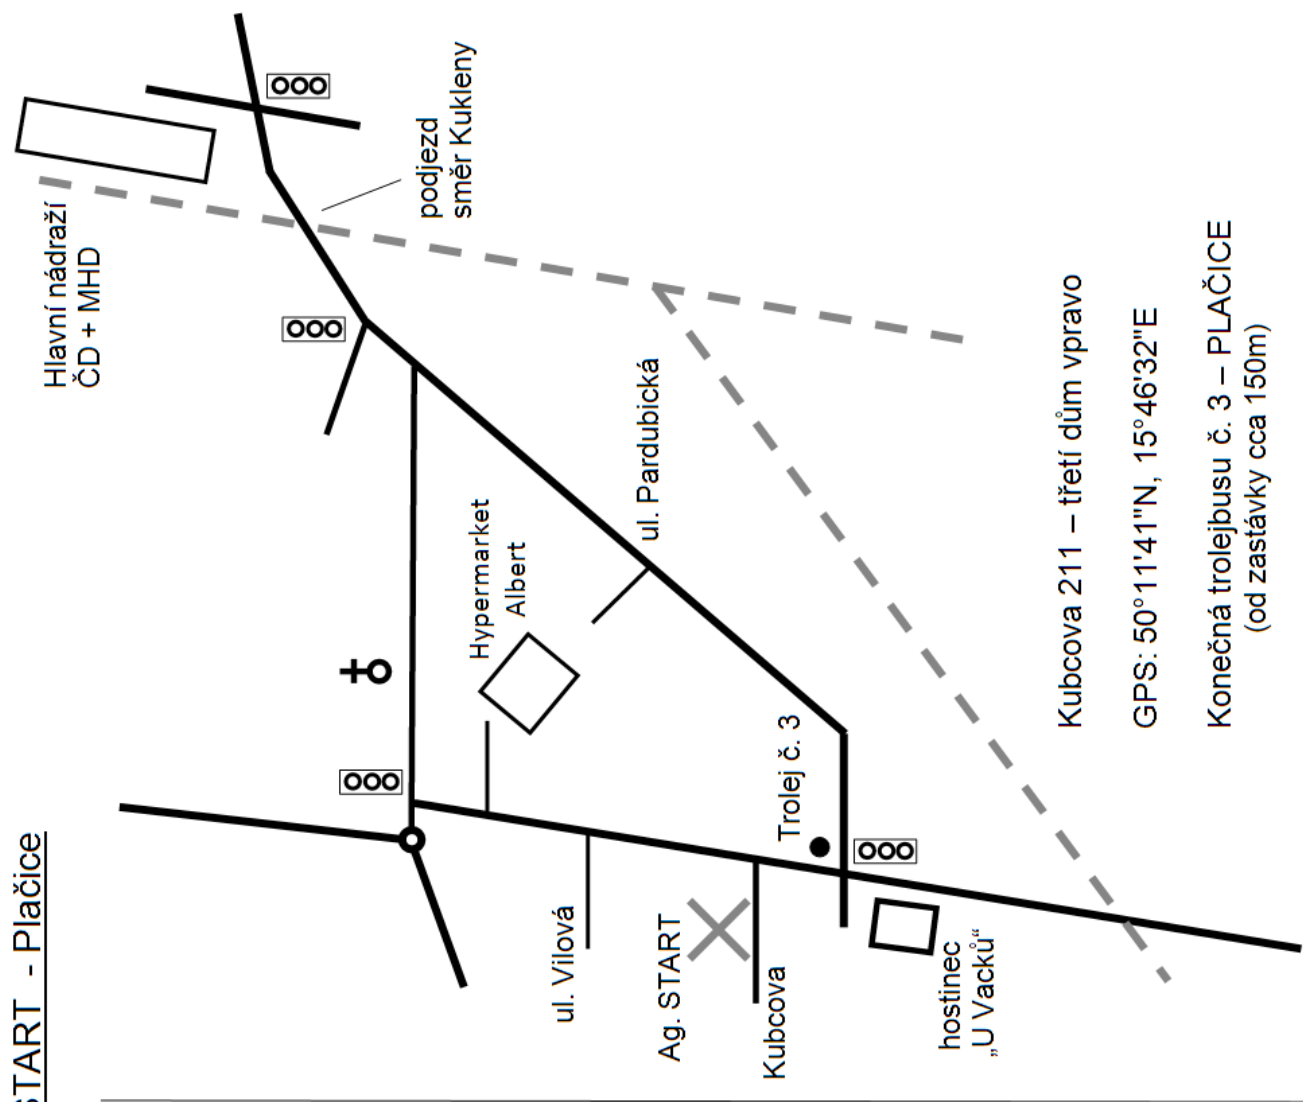 START - Plačice
Hlavní nádraží
ČD + MHD
podjezd
směr Kukleny
Hypermarket
Albert
ul. Pardubická
ul. Vilová
Ag. START
Kubcova
Trolej č. 3
hostinec
„U Vacků“
Kubcova 211 – třetí dům vpravo
GPS: 50°11'41"N, 15°46'32"E
Konečná trolejbusu č. 3 – PLAČICE
(od zastávky cca 150m)